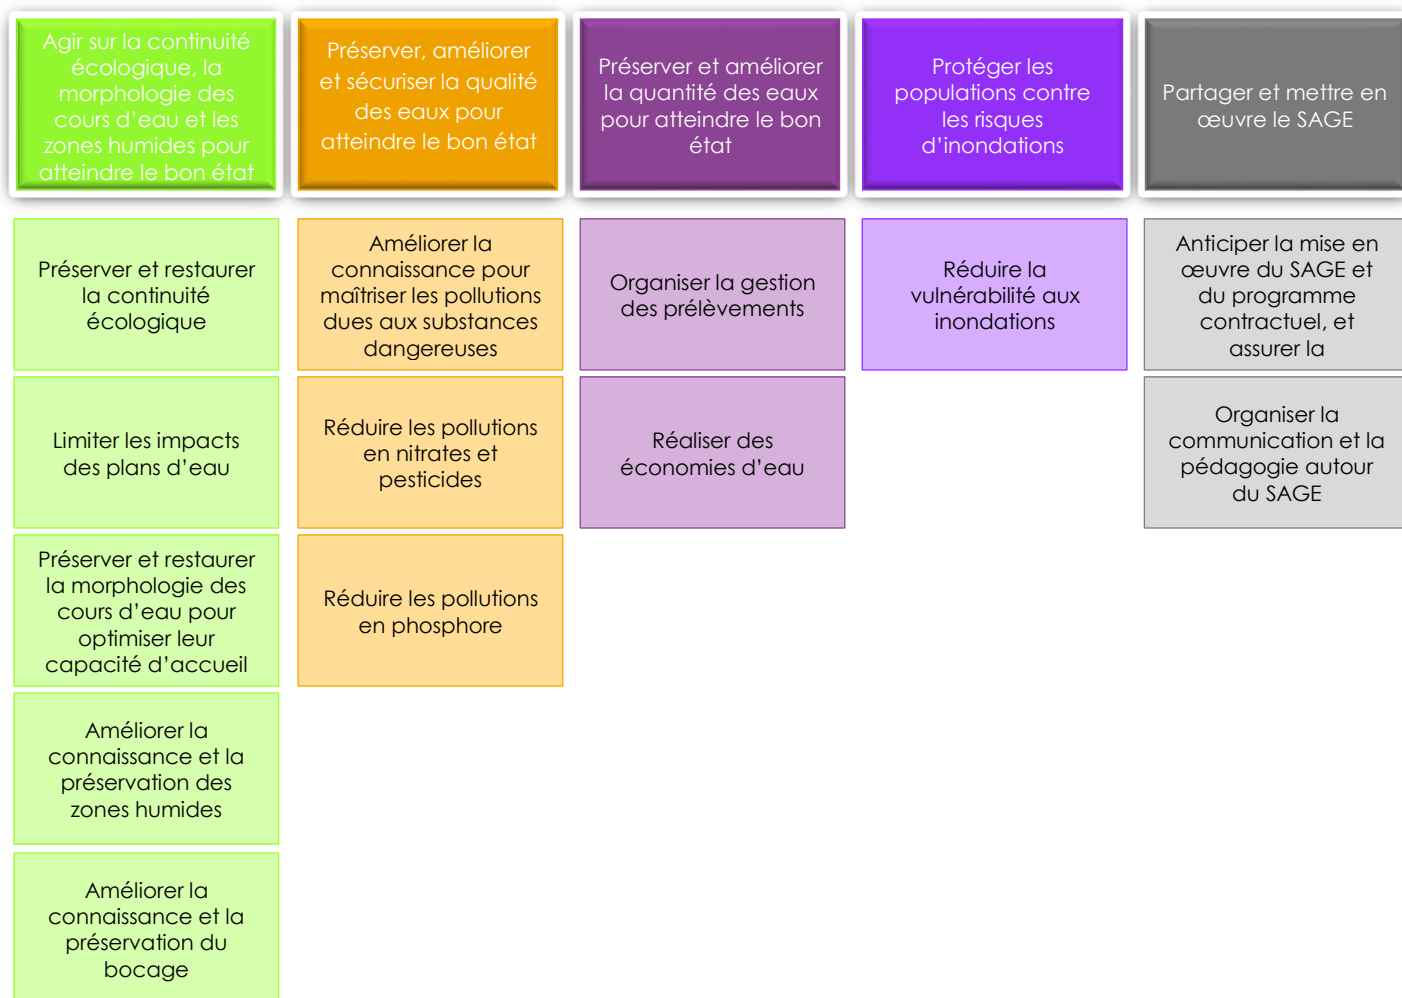 Agir sur la continuité
écologique, la
morphologie des
cours d’eau et les
zones humides pour
atteindre le bon état
Préserver, améliorer
et sécuriser la qualité
des eaux pour
atteindre le bon état
Préserver et améliorer
la quantité des eaux
pour atteindre le bon
état
Protéger les
populations contre
les risques
d’inondations
Partager et mettre en
œuvre le SAGE
Préserver et restaurer
la continuité
écologique
Améliorer la
connaissance pour
maîtriser les pollutions
dues aux substances
dangereuses
Organiser la gestion
des prélèvements
Réduire la
vulnérabilité aux
inondations
Anticiper la mise en
œuvre du SAGE et
du programme
contractuel, et
assurer la
Limiter les impacts
des plans d’eau
Réduire les pollutions
en nitrates et
pesticides
Réaliser des
économies d’eau
Organiser la
communication et la
pédagogie autour
du SAGE
Préserver et restaurer
la morphologie des
cours d’eau pour
optimiser leur
capacité d’accueil
Réduire les pollutions
en phosphore
Améliorer la
connaissance et la
préservation des
zones humides
Améliorer la
connaissance et la
préservation du
bocage